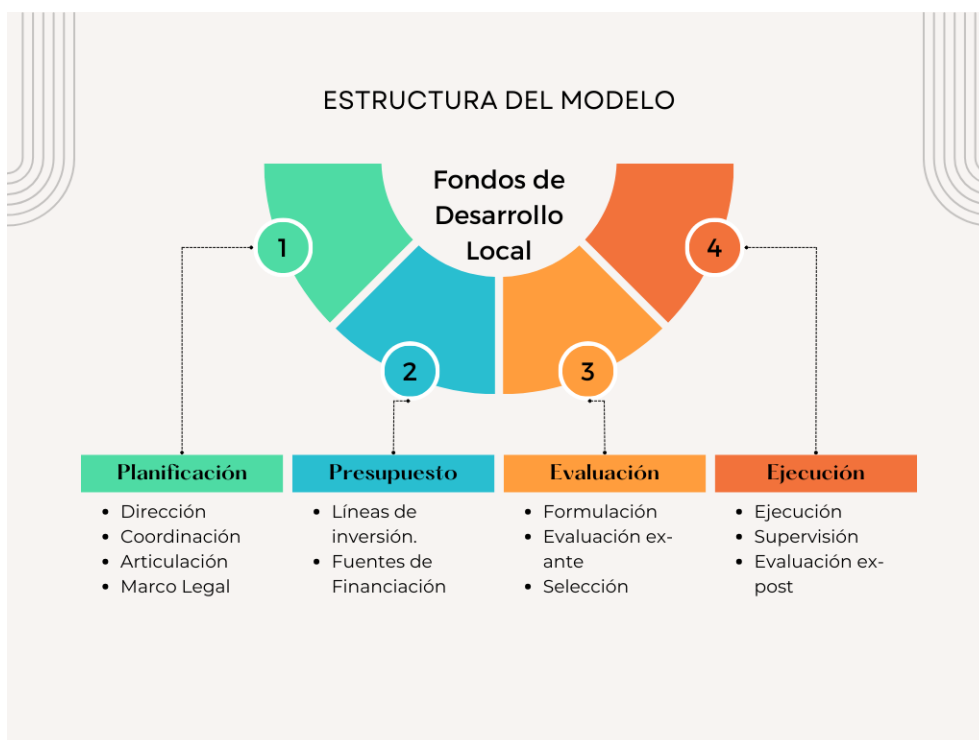 ESTRUCTURA DEL MODELO
Fondos de
Desarrollo
Local
1
2
3
4
Planificación
• Dirección
• Coordinación
• Articulación
• Marco Legal
Presupuesto
• Líneas de
inversión.
• Fuentes de
Financiación
Evaluación
• Formulación
• Evaluación ex-
ante
• Selección
Ejecución
• Ejecución
• Supervisión
• Evaluación ex-
post